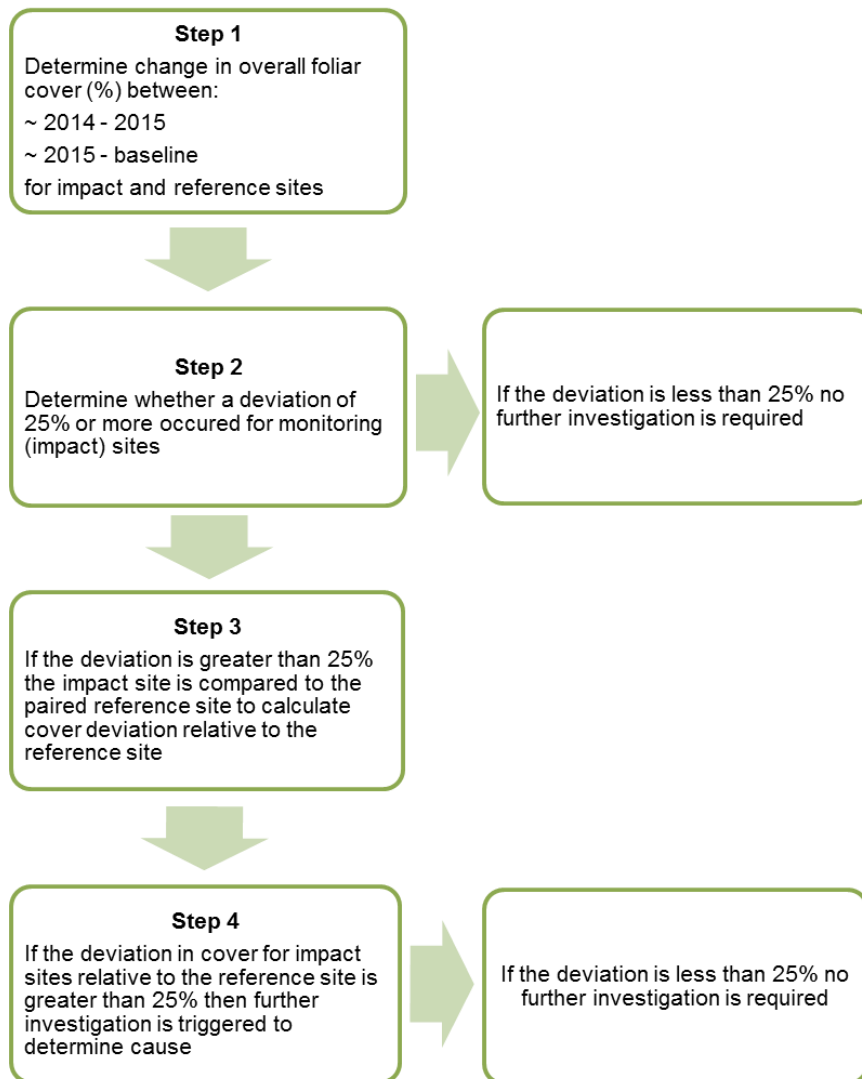 Step 1
Determine change in overall foliar
cover (%) between:
~ 2014 - 2015
~ 2015 - baseline
for impact and reference sites
Step 2
Determine whether a deviation of
25% or more occured for monitoring
(impact) sites
If the deviation is less than 25% no
further investigation is required
Step 3
If the deviation is greater than 25%
the impact site is compared to the
paired reference site to calculate
cover deviation relative to the
reference site
Step 4
If the deviation in cover for impact
sites relative to the reference site is
greater than 25% then further
investigation is triggered to
determine cause
If the deviation is less than 25% no
further investigation is required